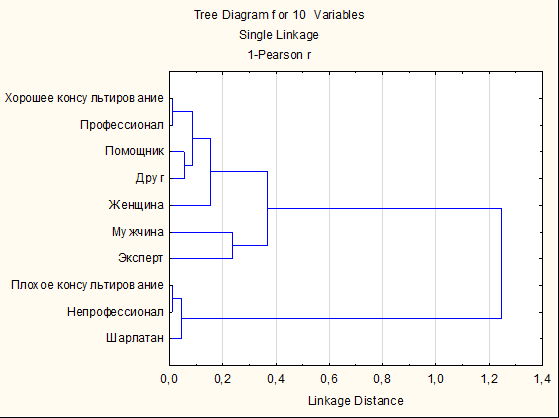 Tree Diagram for 10 Variables
Single Linkage
1-Pearson r
Хорошее консультирование
Профессионал
Помощник
Друг
Женщина
Мужчина
Эксперт
Плохое консультирование
Непрофессионал
Шарлатан
0,0 0,2 0,4 0,6 0,8 1,0 1,2 1,4
Linkage Distance